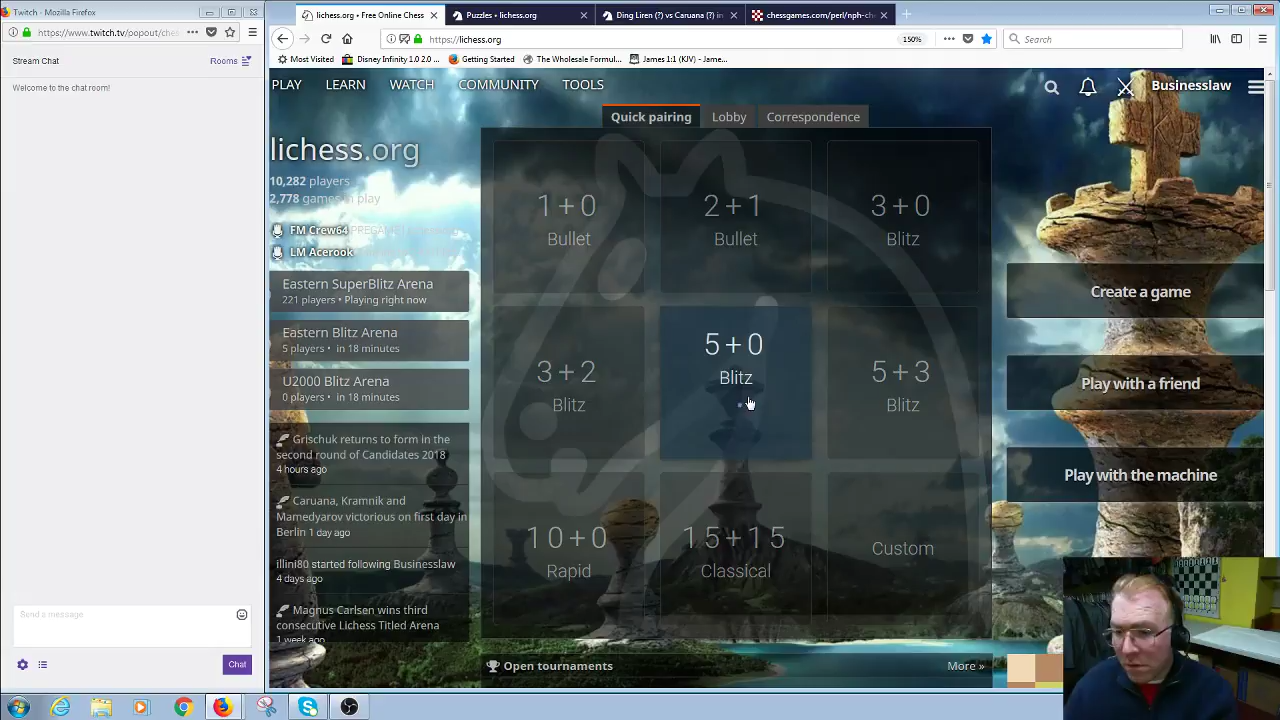 Twitch - Mozilla Firefox
https://www.twitch.tv/popout/che
Stream Chat
Rooms
Welcome to the chat room!
Send a message
Chat
lichess.org • Free Online Chess
Puzzles • lichess.org
Ding Liren (?) vs Caruana (?) in
chessgames.com/perl/nph-ch
https://lichess.org
150%
Search
Most Visited
Disney Infinity 1.0 2.0 ...
Getting Started
The Wholesale Formul...
James 1:1 (KJV) - Jame...
PLAY
LEARN
WATCH
COMMUNITY
TOOLS
Businesslaw
Quick pairing
Lobby
Correspondence
lichess.org
10,282 players
2,778 games in play
FM Crew64
LM Acerook
Eastern SuperBlitz Arena
221 players • Playing right now
Eastern Blitz Arena
5 players • in 18 minutes
U2000 Blitz Arena
0 players • in 18 minutes
Grischuk returns to form in the
second round of Candidates 2018
4 hours ago
Caruana, Kramnik and
Mamedyarov victorious on first day in
Berlin 1 day ago
illini80 started following Businesslaw
4 days ago
Magnus Carlsen wins third
consecutive Lichess Titled Arena
1 week ago
1+0
Bullet
2+1
Bullet
3+0
Blitz
3+2
Blitz
5+0
Blitz
5+3
Blitz
10+0
Rapid
15+15
Classical
Custom
Create a game
Play with a friend
Play with the machine
Open tournaments
More »